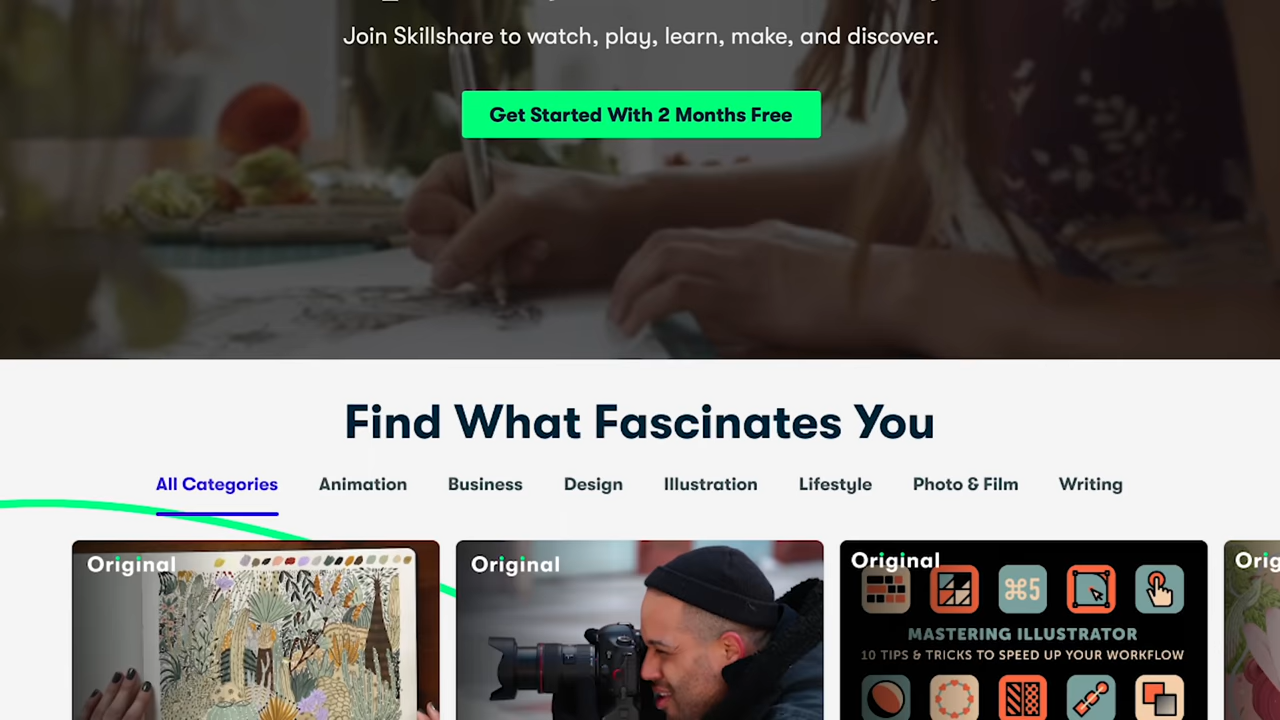 Join Skillshare to watch, play, learn, make, and discover.
Get Started With 2 Months Free
Find What Fascinates You
All Categories Animation Business Design Illustration Lifestyle Photo & Film Writing
Original Original Original
⌘5
MASTERING ILLUSTRATOR
10 TIPS & TRICKS TO SPEED UP YOUR WORKFLOW